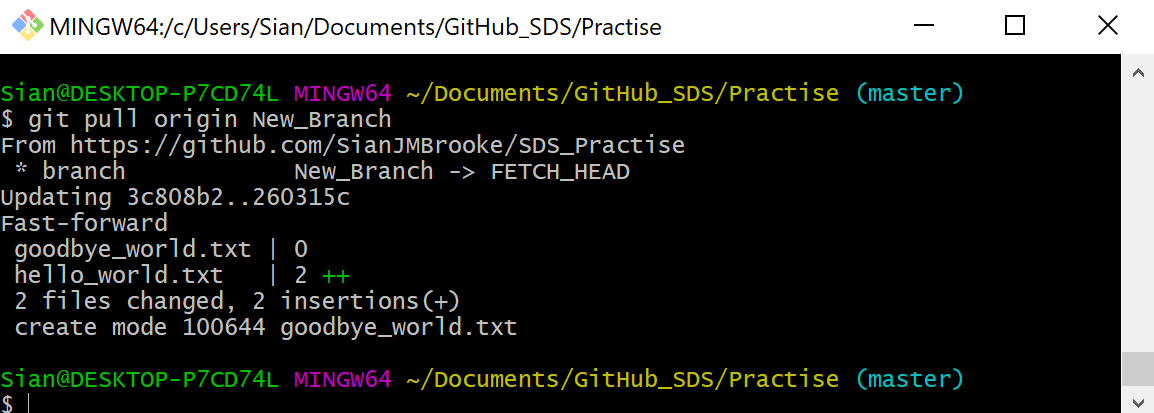 MINGW64:/c/Users/Sian/Documents/GitHub_SDS/Practise
Sian@DESKTOP-P7CD74L MINGW64 ~/Documents/GitHub_SDS/Practise (master)
$ git pull origin New_Branch
From https://github.com/SianJMBrooke/SDS_Practise
 * branch            New_Branch -> FETCH_HEAD
Updating 3c808b2..260315c
Fast-forward
 goodbye_world.txt | 0
 hello_world.txt   | 2 ++
 2 files changed, 2 insertions(+)
 create mode 100644 goodbye_world.txt
Sian@DESKTOP-P7CD74L MINGW64 ~/Documents/GitHub_SDS/Practise (master)
$